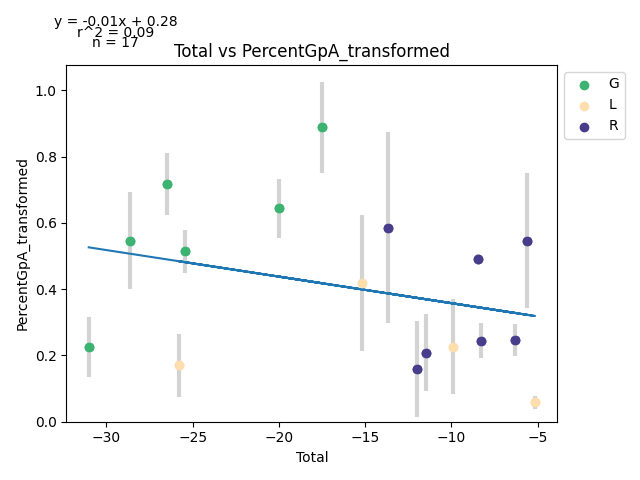 y = -0.01x + 0.28
r^2 = 0.09
n = 17
Total vs PercentGpA_transformed
G
L
R
1.0
0.8
0.6
0.4
0.2
0.0
PercentGpA_transformed
−30
−25
−20
−15
−10
−5
Total